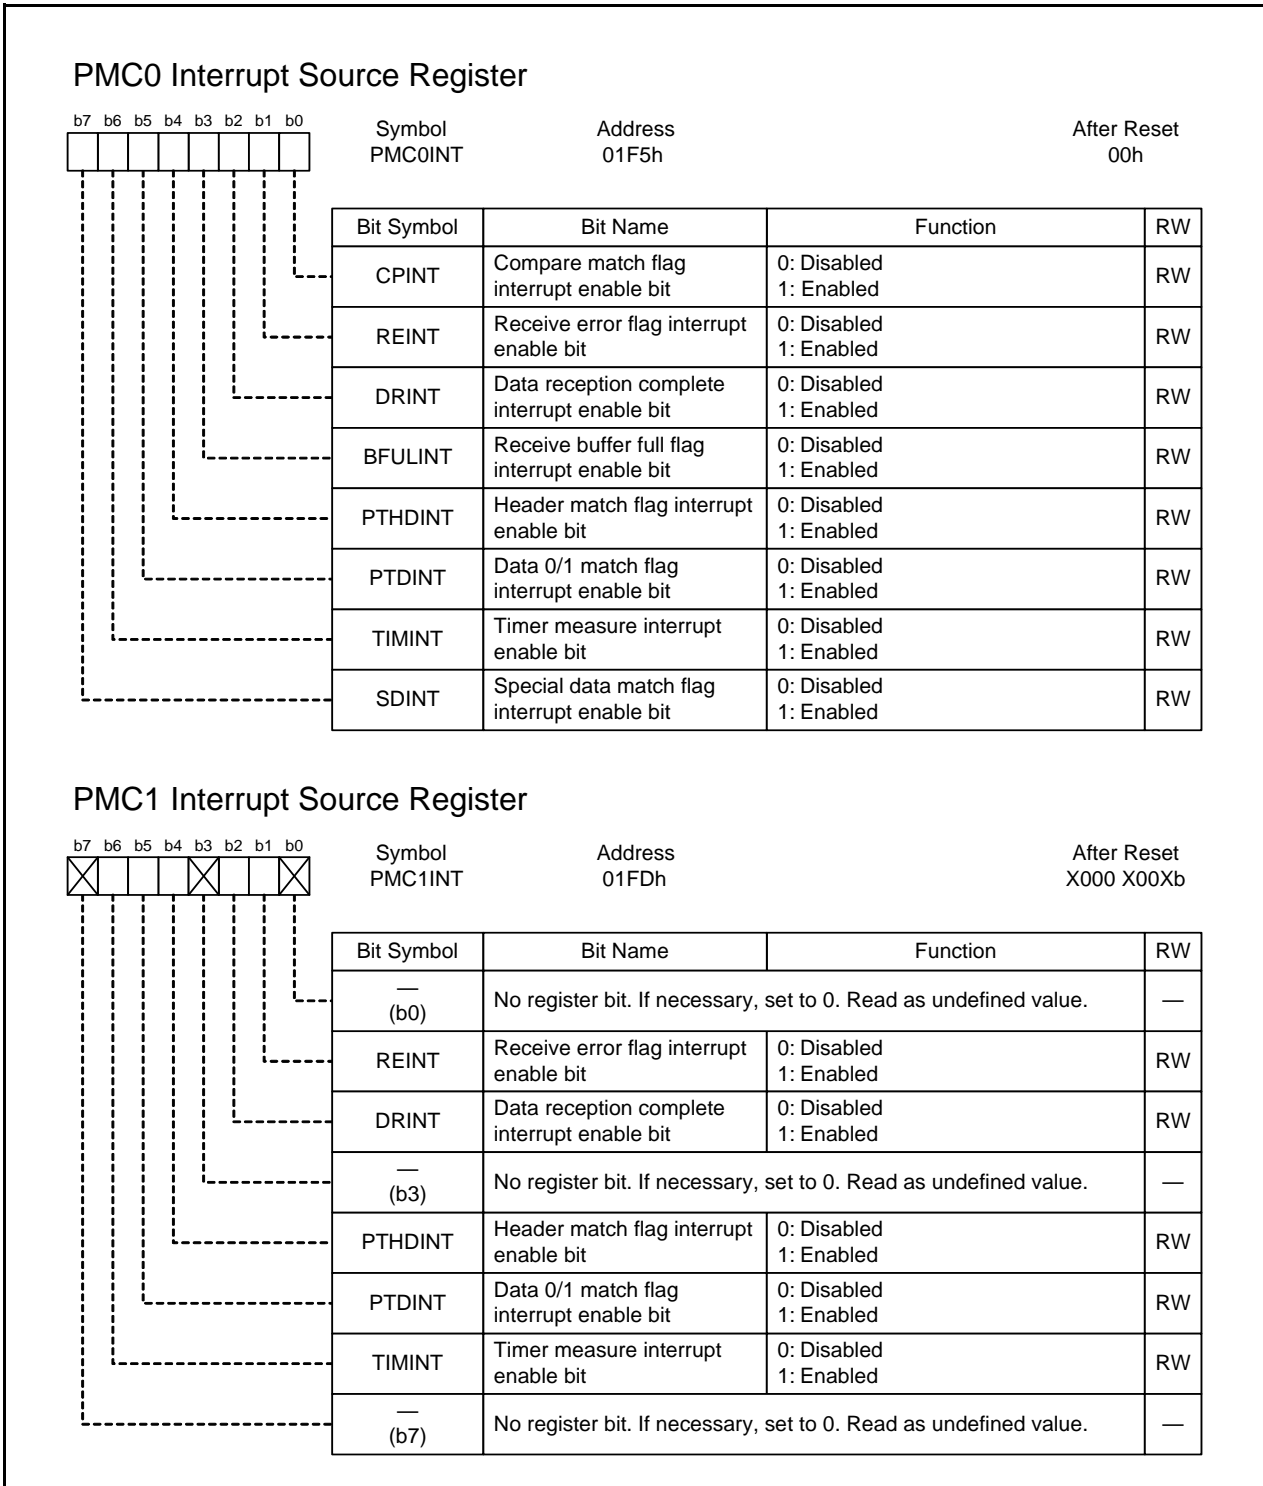 PMC0 Interrupt Source Register
b7 b6 b5 b4 b3 b2 b1 b0
Symbol Address After Reset
PMC0INT 01F5h 00h
Bit Symbol Bit Name Function RW
CPINT Compare match flag interrupt enable bit 0: Disabled 1: Enabled RW
REINT Receive error flag interrupt enable bit 0: Disabled 1: Enabled RW
DRINT Data reception complete interrupt enable bit 0: Disabled 1: Enabled RW
BFULINT Receive buffer full flag interrupt enable bit 0: Disabled 1: Enabled RW
PTHDINT Header match flag interrupt enable bit 0: Disabled 1: Enabled RW
PTDINT Data 0/1 match flag interrupt enable bit 0: Disabled 1: Enabled RW
TIMINT Timer measure interrupt enable bit 0: Disabled 1: Enabled RW
SDINT Special data match flag interrupt enable bit 0: Disabled 1: Enabled RW
PMC1 Interrupt Source Register
b7 b6 b5 b4 b3 b2 b1 b0
Symbol Address After Reset
PMC1INT 01FDh X000 X00Xb
Bit Symbol Bit Name Function RW
— (b0) No register bit. If necessary, set to 0. Read as undefined value. —
REINT Receive error flag interrupt enable bit 0: Disabled 1: Enabled RW
DRINT Data reception complete interrupt enable bit 0: Disabled 1: Enabled RW
— (b3) No register bit. If necessary, set to 0. Read as undefined value. —
PTHDINT Header match flag interrupt enable bit 0: Disabled 1: Enabled RW
PTDINT Data 0/1 match flag interrupt enable bit 0: Disabled 1: Enabled RW
TIMINT Timer measure interrupt enable bit 0: Disabled 1: Enabled RW
— (b7) No register bit. If necessary, set to 0. Read as undefined value. —